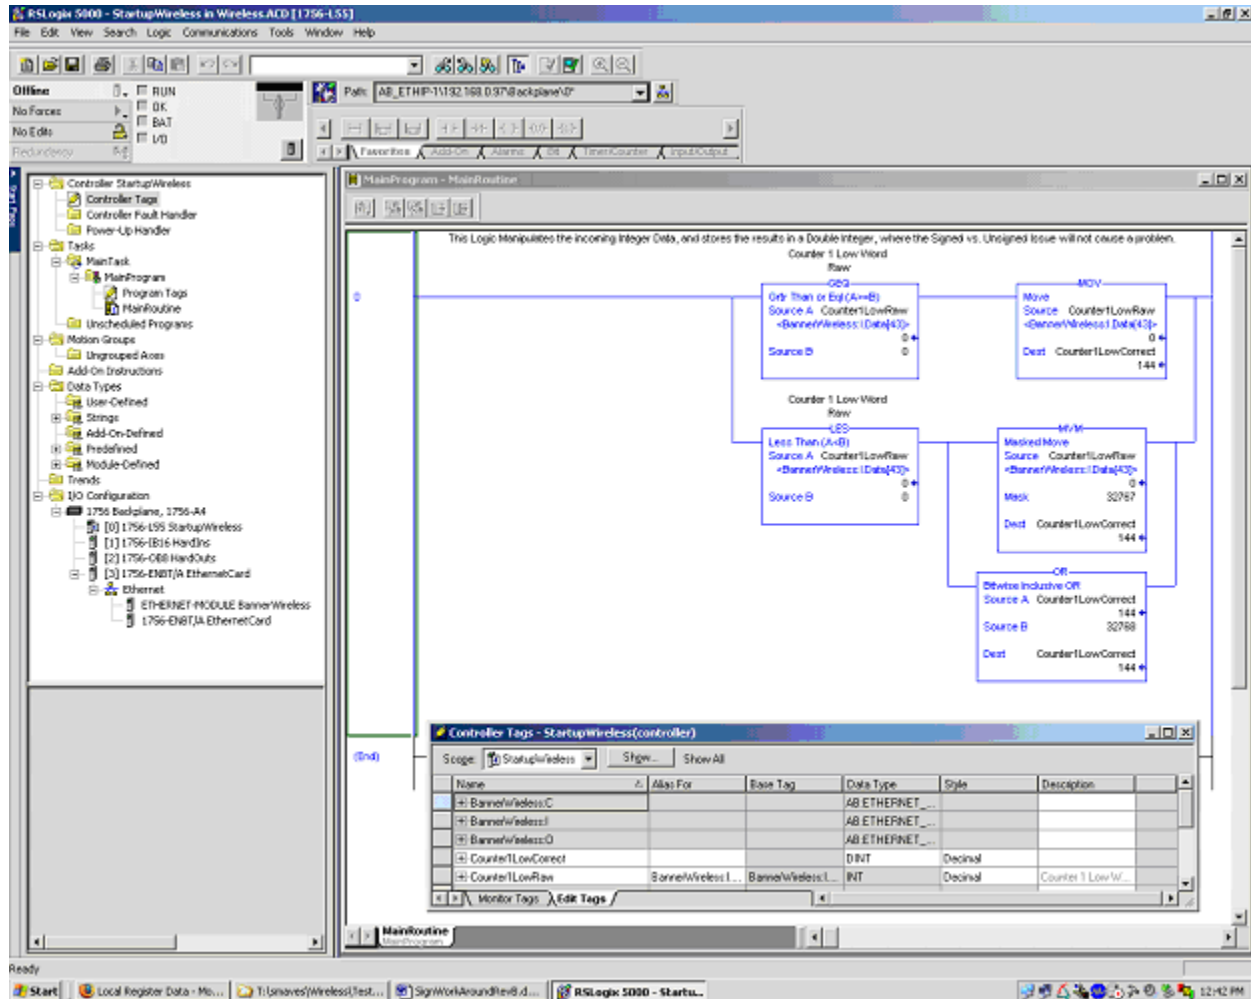 RSLogix 5000 - StartupWireless in Wireless.ACD [1756-L55]
File Edit View Search Logic Communications Tools Window Help
Offline
RUN
Path: AB_ETHIP-1\192.168.0.97\Backplane\0*
No Forces
OK
BAT
No Edits
I/O
Redundancy
Favorites Add-On Alarms Bit Timer/Counter Input/Output
Start Page
Controller StartupWireless
Controller Tags
Controller Fault Handler
Power-Up Handler
Tasks
MainTask
MainProgram
Program Tags
MainRoutine
Unscheduled Programs
Motion Groups
Ungrouped Axes
Add-On Instructions
Data Types
User-Defined
Strings
Add-On-Defined
Predefined
Module-Defined
Trends
I/O Configuration
1756 Backplane, 1756-A4
[0] 1756-L55 StartupWireless
[1] 1756-IB16 HardIns
[2] 1756-OB8 HardOuts
[3] 1756-ENBT/A EthernetCard
Ethernet
ETHERNET-MODULE BannerWireless
1756-ENBT/A EthernetCard
MainProgram - MainRoutine
This Logic Manipulates the incoming Integer Data, and stores the results in a Double Integer, where the Signed vs. Unsigned Issue will not cause a problem.
Counter 1 Low Word
Raw
0
GEQ
Grtr Than or Eql (A>=B)
Source A Counter1LowRaw
<BannerWireless:I.Data[43]>
0
Source B 0
MOV
Move
Source Counter1LowRaw
<BannerWireless:I.Data[43]>
0
Dest Counter1LowCorrect
144
Counter 1 Low Word
Raw
LES
Less Than (A<B)
Source A Counter1LowRaw
<BannerWireless:I.Data[43]>
0
Source B 0
MVM
Masked Move
Source Counter1LowRaw
<BannerWireless:I.Data[43]>
0
Mask 32767
Dest Counter1LowCorrect
144
OR
Bitwise Inclusive OR
Source A Counter1LowCorrect
144
Source B 32768
Dest Counter1LowCorrect
144
(End)
Controller Tags - StartupWireless(controller)
Scope: StartupWireless Show... Show All
Name Alias For Base Tag Data Type Style Description
BannerWireless:C AB:ETHERNET_...
BannerWireless:I AB:ETHERNET_...
BannerWireless:O AB:ETHERNET_...
Counter1LowCorrect DINT Decimal
Counter1LowRaw BannerWireless:I... BannerWireless:I... INT Decimal Counter 1 Low W...
Monitor Tags Edit Tags
MainRoutine
MainProgram
Ready
Start Local Register Data - Mo... T:\smaves\Wireless\Test... SignWorkAroundRevB.d... RSLogix 5000 - Startu... 12:42 PM